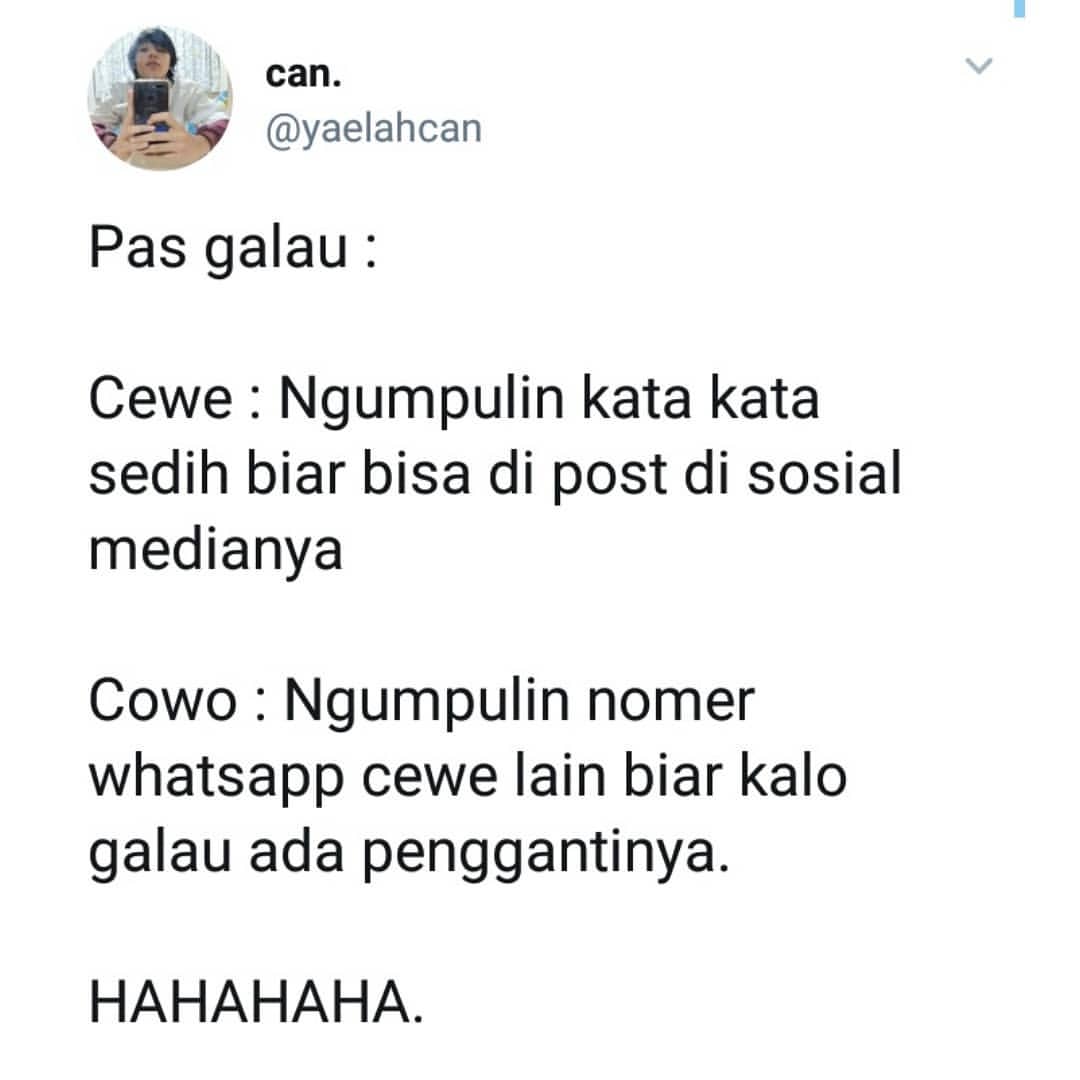 can.
@yaelahcan
Pas galau :
Cewe : Ngumpulin kata kata
sedih biar bisa di post di sosial
medianya
Cowo : Ngumpulin nomer
whatsapp cewe lain biar kalo
galau ada penggantinya.
HAHAHAHA.